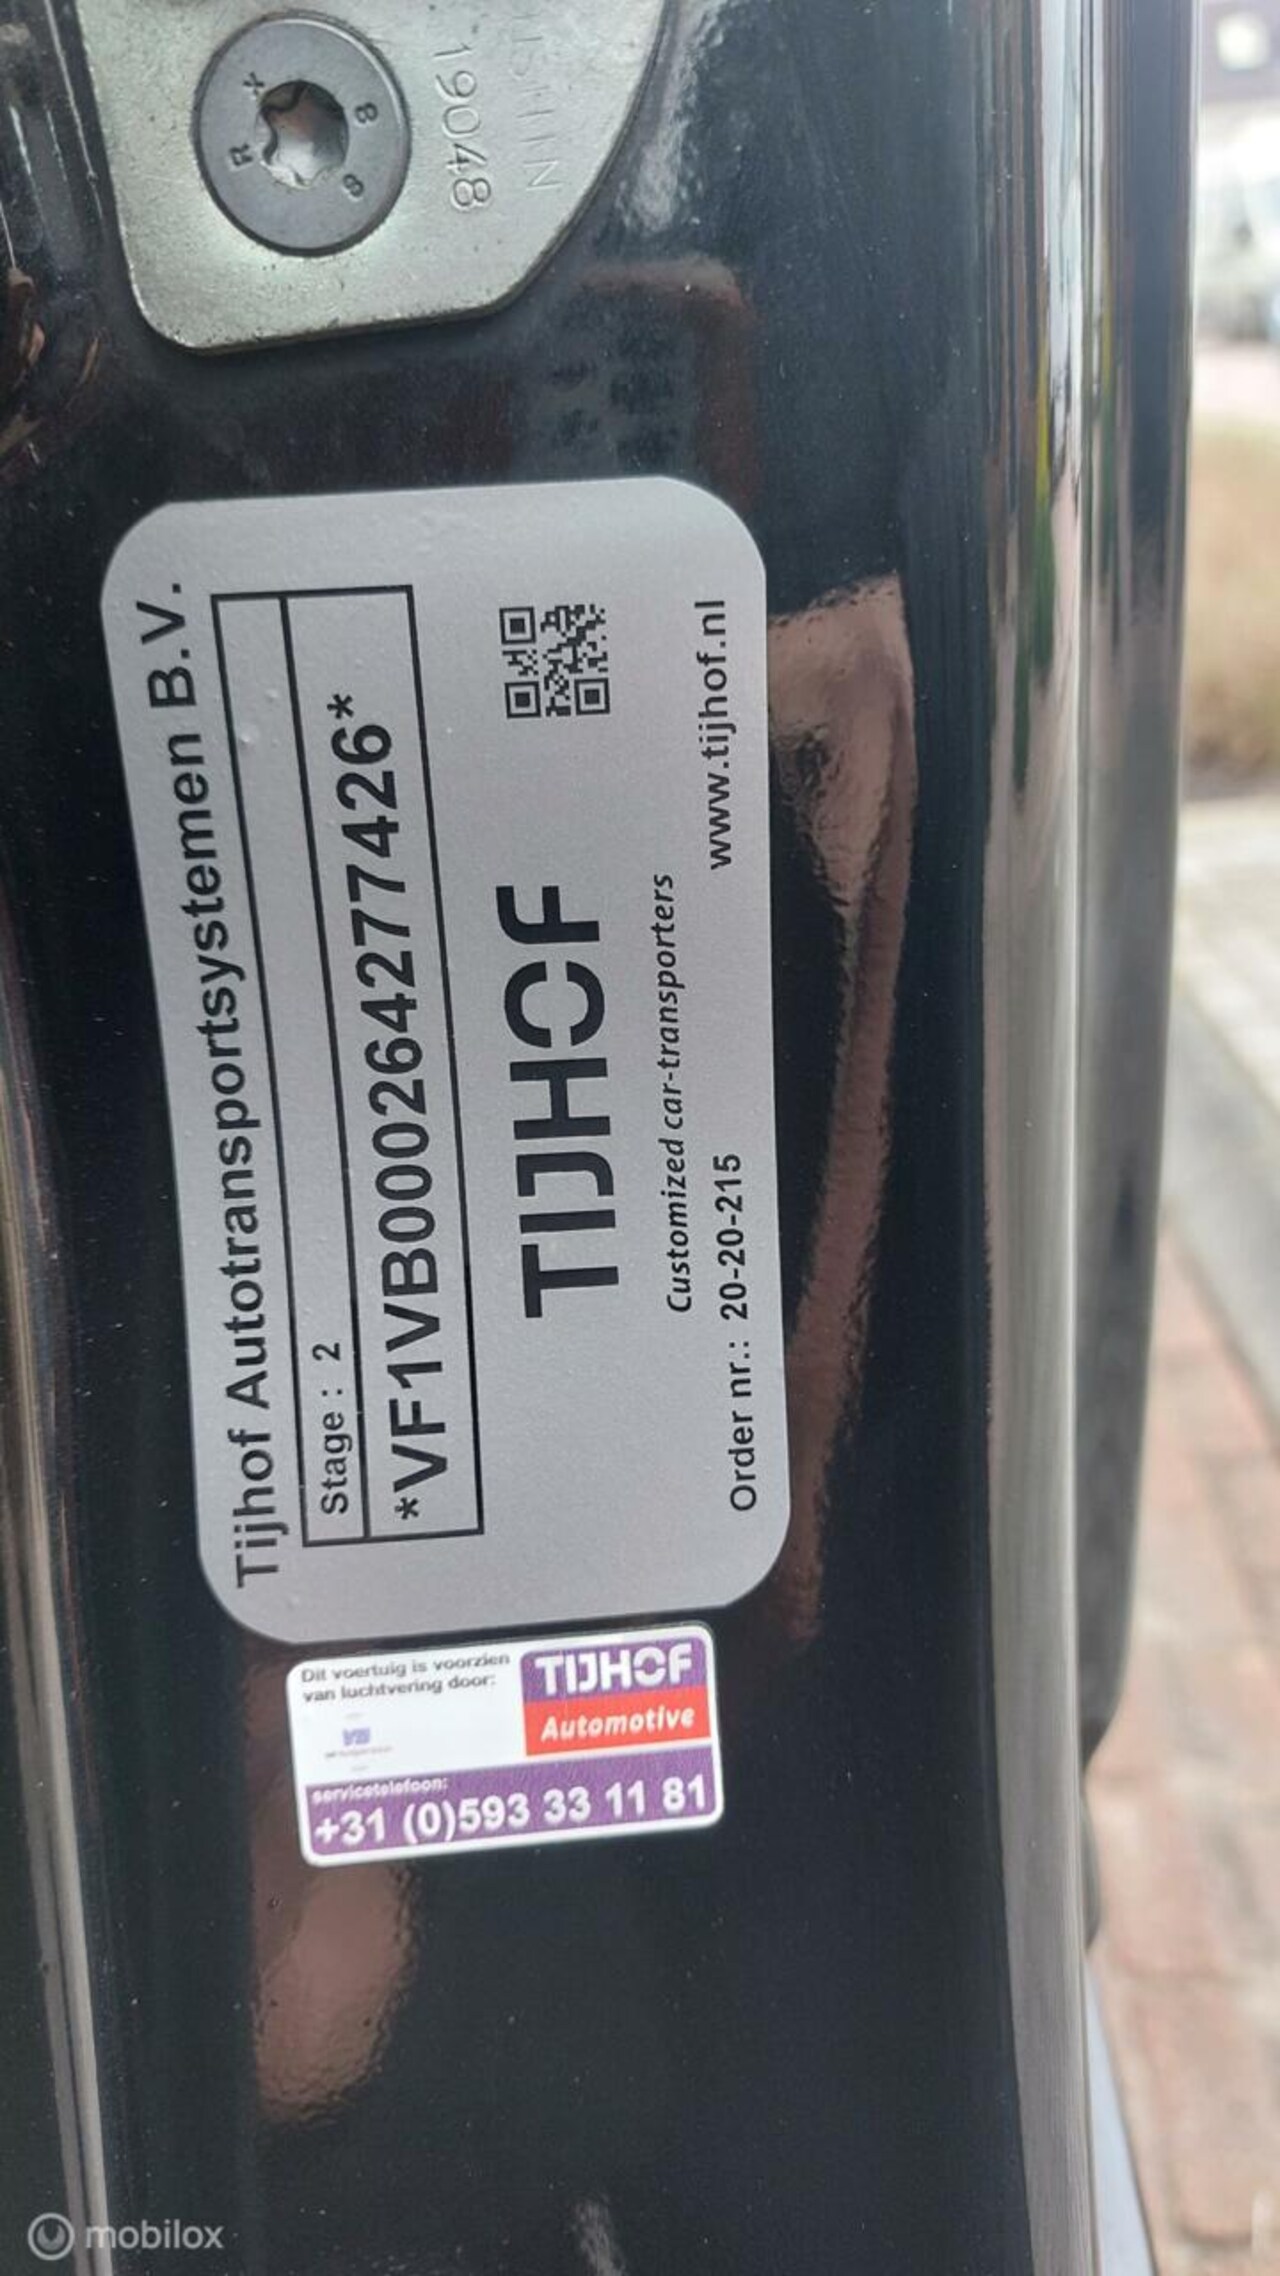 19048
Tijhof Autotransportsystemen B.V.
Stage : 2
*VF1VB000264277426*
TIJHOF
Customized car-transporters
Order nr.: 20-20-215
www.tijhof.nl
Dit voertuig is voorzien
van luchtvering door:
TIJHOF
Automotive
servicetelefoon:
+31 (0)593 33 11 81
mobilox